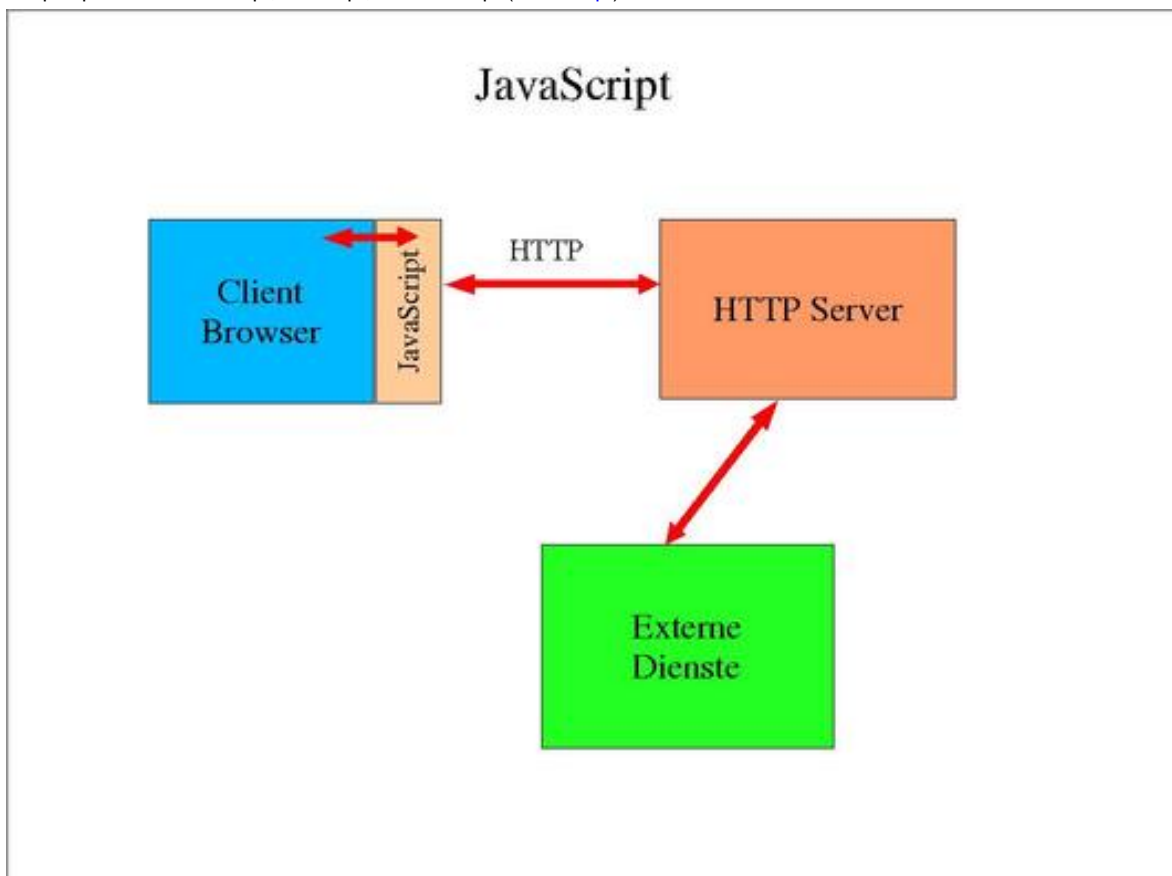 JavaScript
Client
Browser
JavaScript
HTTP
HTTP Server
Externe
Dienste